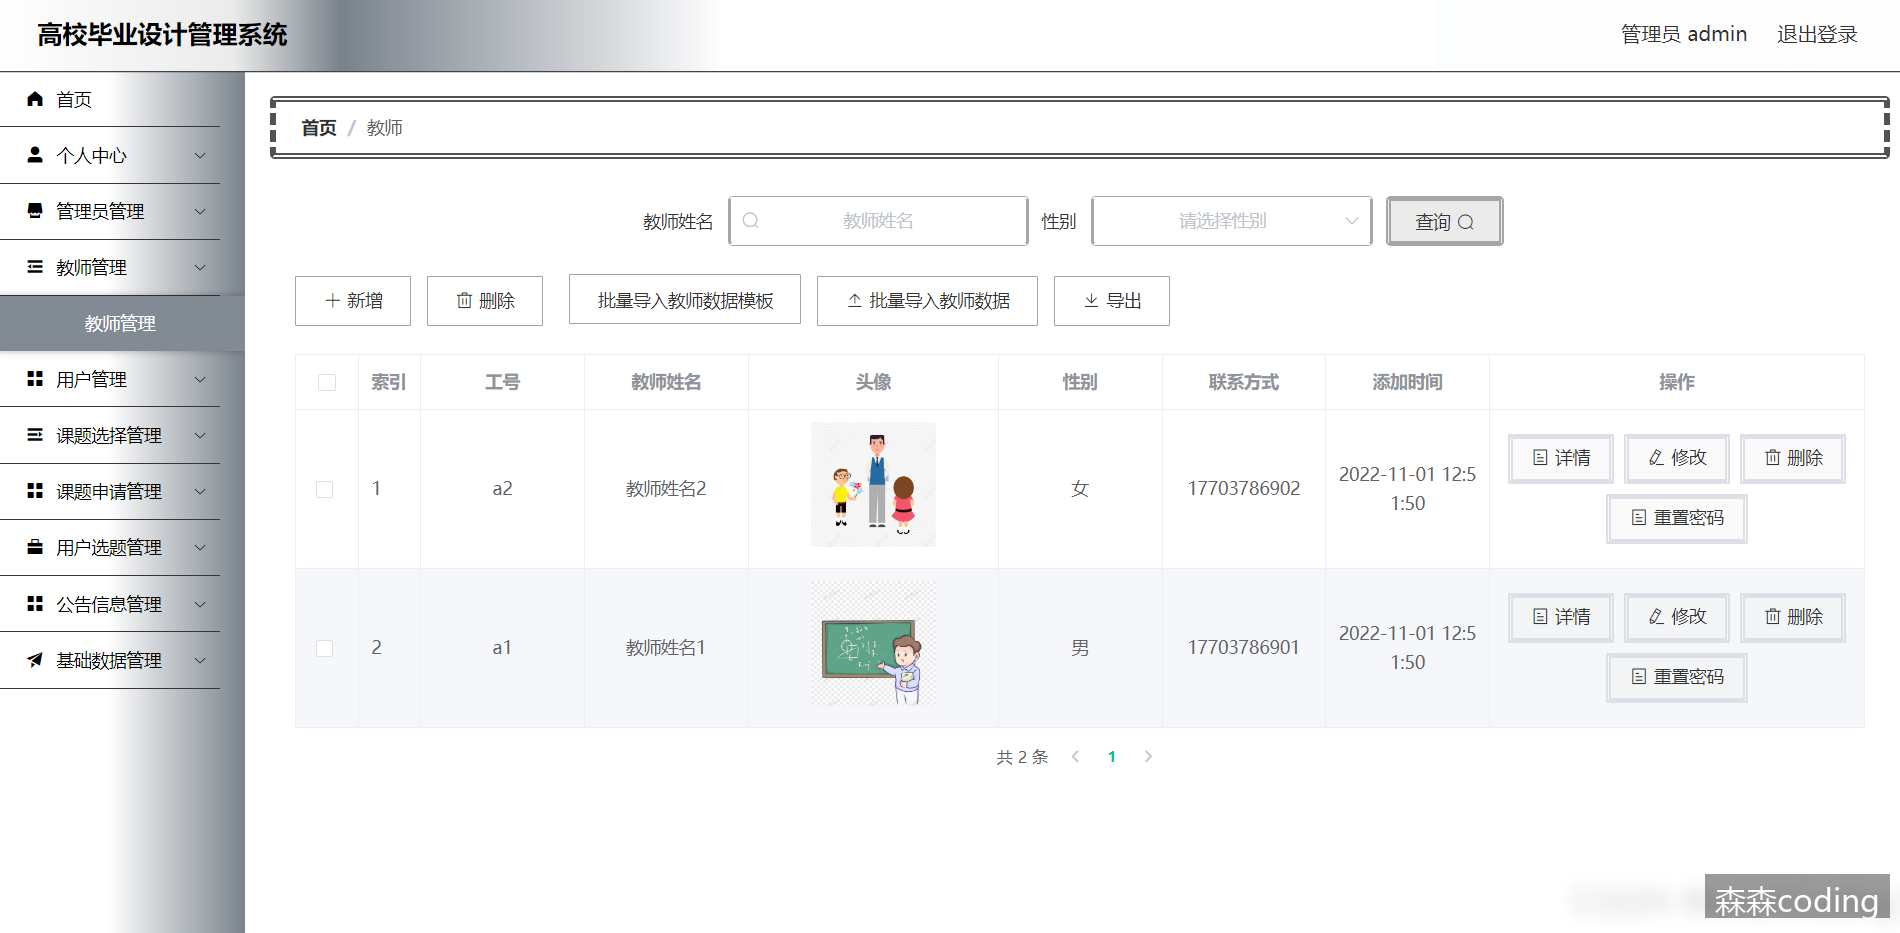 高校毕业设计管理系统
管理员 admin 退出登录
首页
个人中心
管理员管理
教师管理
教师管理
用户管理
课题选择管理
课题申请管理
用户选题管理
公告信息管理
基础数据管理
首页 / 教师
教师姓名 教师姓名 性别 请选择性别 查询
新增 删除 批量导入教师数据模板 批量导入教师数据 导出
索引 工号 教师姓名 头像 性别 联系方式 添加时间 操作
1 a2 教师姓名2 女 17703786902 2022-11-01 12:5
1:50
详情 修改 删除
重置密码
2 a1 教师姓名1 男 17703786901 2022-11-01 12:5
1:50
详情 修改 删除
重置密码
共 2 条 1
森森coding